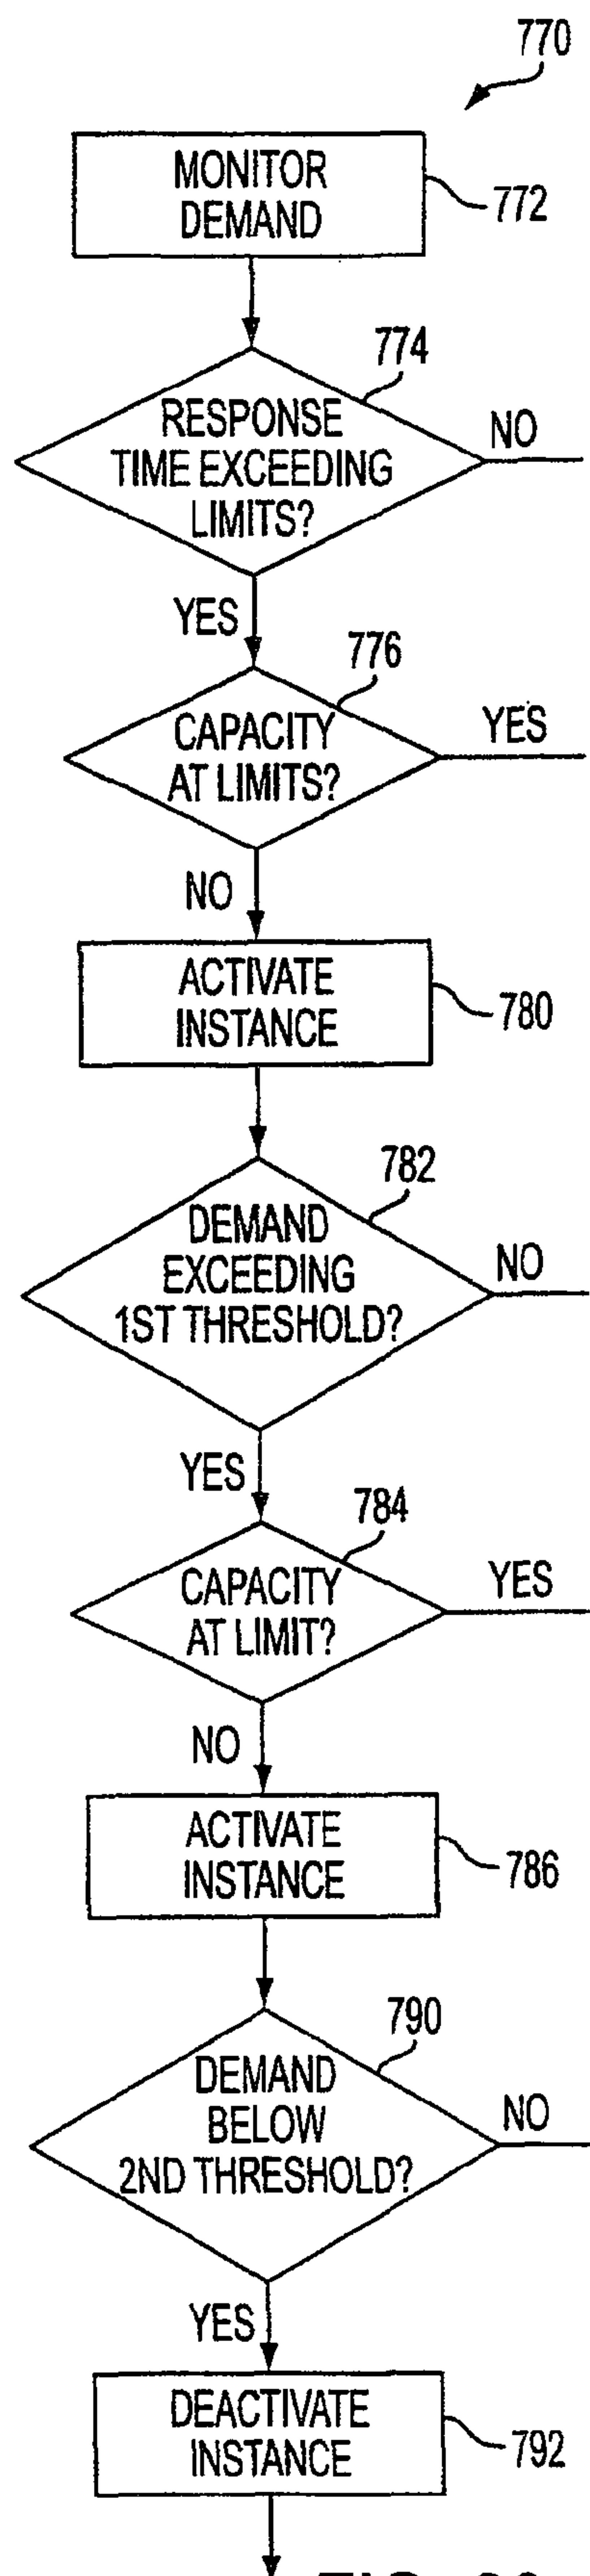 770
MONITOR
DEMAND
772
774
RESPONSE
TIME EXCEEDING
LIMITS?
NO
YES
776
CAPACITY
AT LIMITS?
YES
NO
ACTIVATE
INSTANCE
780
782
DEMAND
EXCEEDING
1ST THRESHOLD?
NO
YES
784
CAPACITY
AT LIMIT?
YES
NO
ACTIVATE
INSTANCE
786
790
DEMAND
BELOW
2ND THRESHOLD?
NO
YES
DEACTIVATE
INSTANCE
792